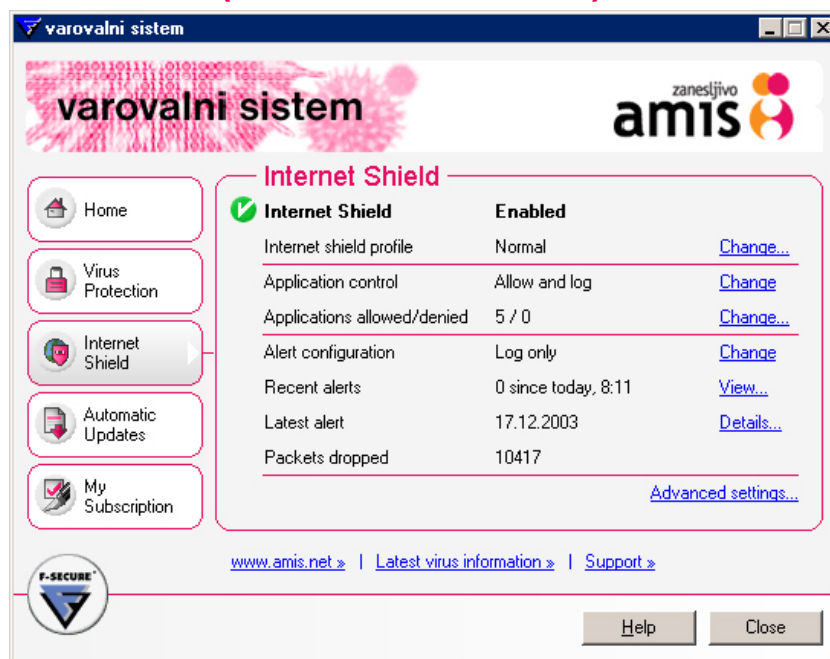 varovalni sistem
varovalni sistem
zanesljivo
amis
Home
Virus
Protection
Internet
Shield
Automatic
Updates
My
Subscription
Internet Shield
Internet Shield Enabled
Internet shield profile Normal Change...
Application control Allow and log Change
Applications allowed/denied 5 / 0 Change...
Alert configuration Log only Change
Recent alerts 0 since today, 8:11 View...
Latest alert 17.12.2003 Details...
Packets dropped 10417
Advanced settings...
www.amis.net » | Latest virus information » | Support »
F-SECURE
Help Close